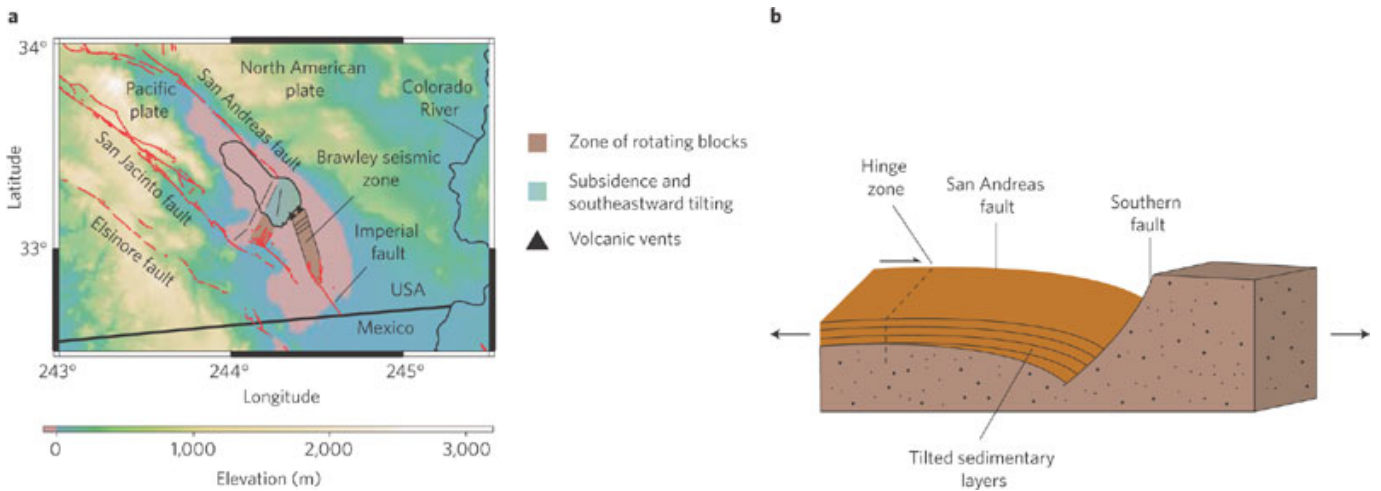 a
34°
33°
Latitude
North American
plate
Colorado
River
Pacific
plate
San Andreas fault
San Jacinto fault
Elsinore fault
Brawley seismic
zone
Imperial
fault
USA
Mexico
243°
244°
245°
Longitude
0
1,000
2,000
3,000
Elevation (m)
Zone of rotating blocks
Subsidence and
southeastward tilting
Volcanic vents
b
Hinge
zone
San Andreas
fault
Southern
fault
Tilted sedimentary
layers